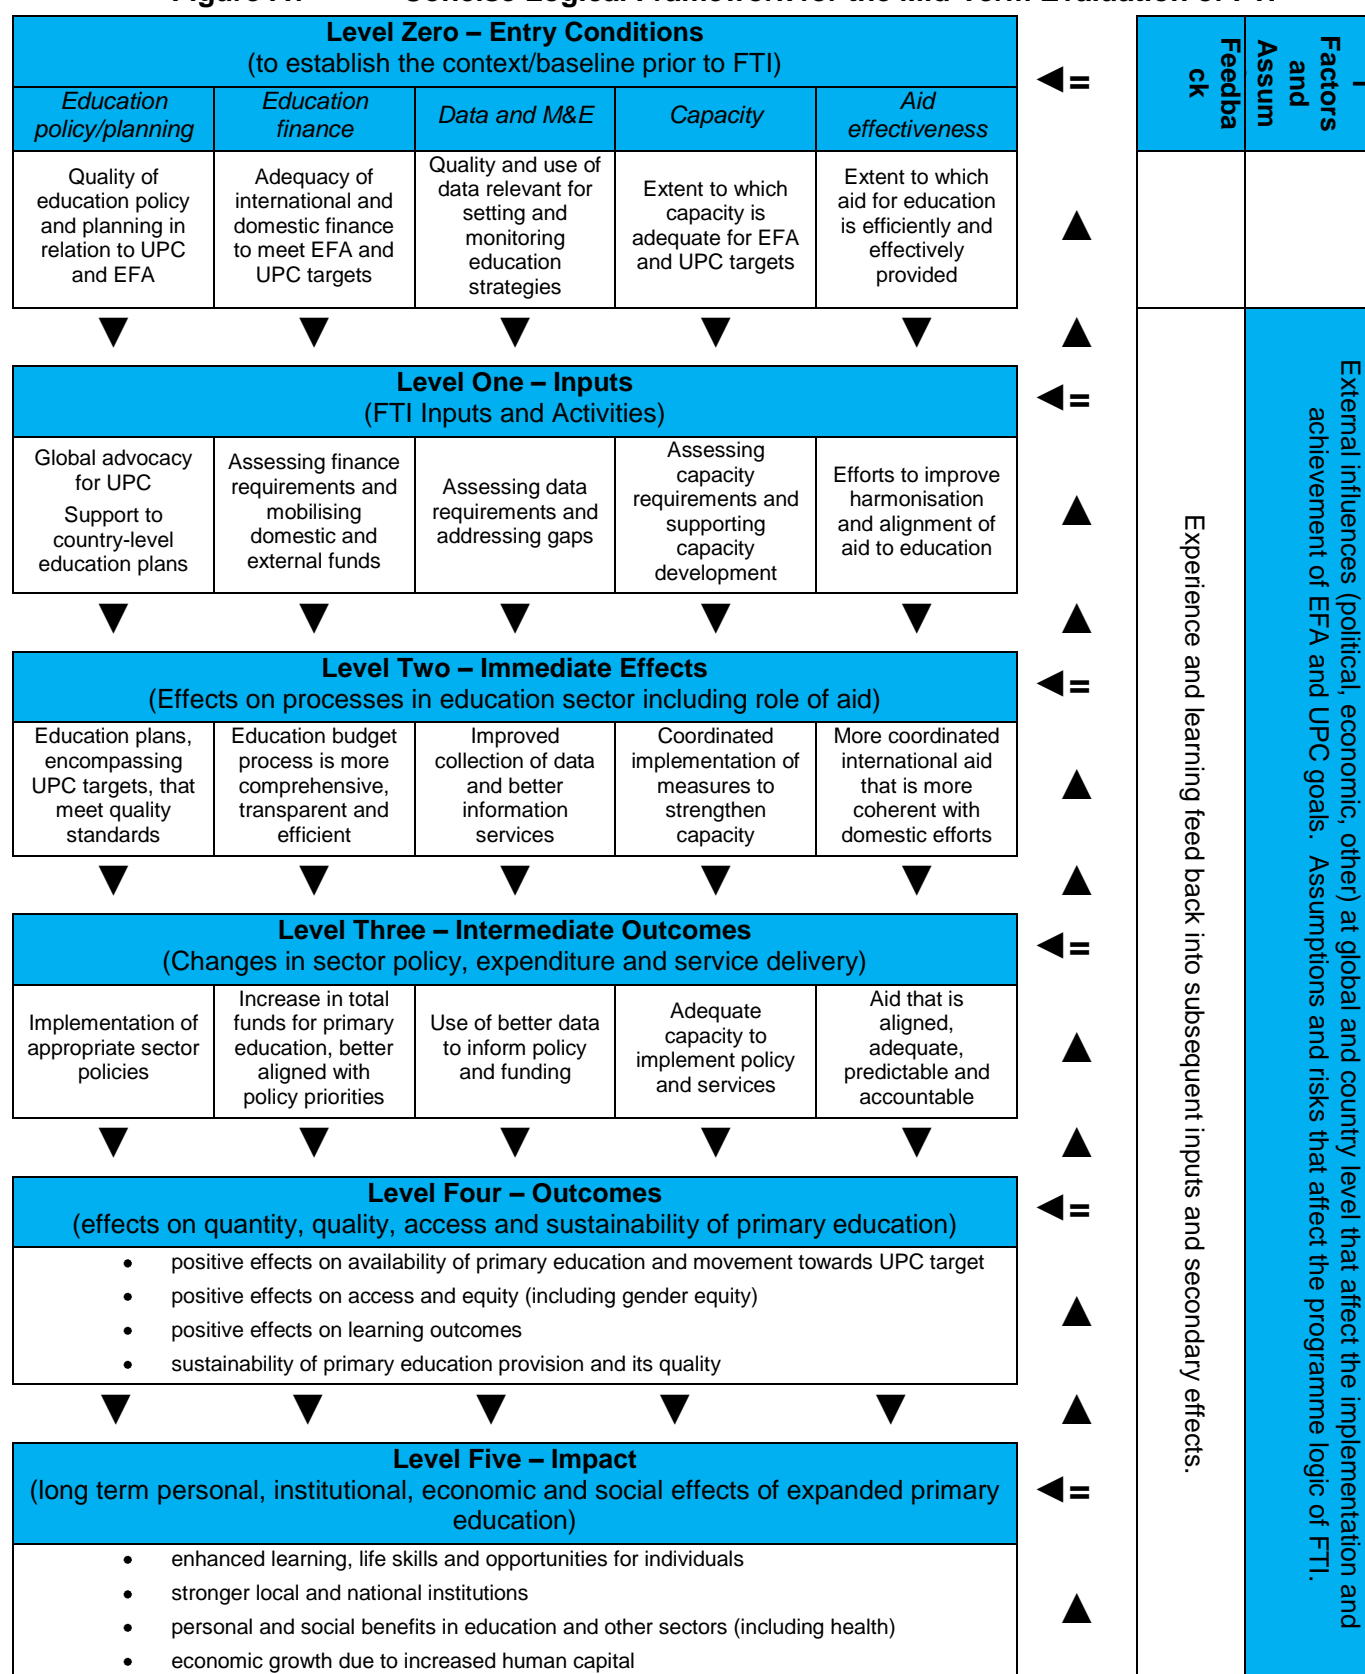 Level Zero – Entry Conditions
(to establish the context/baseline prior to FTI)
Education
policy/planning
Education
finance
Data and M&E
Capacity
Aid
effectiveness
Quality of
education policy
and planning in
relation to UPC
and EFA
Adequacy of
international and
domestic finance
to meet EFA and
UPC targets
Quality and use of
data relevant for
setting and
monitoring
education
strategies
Extent to which
capacity is
adequate for EFA
and UPC targets
Extent to which
aid for education
is efficiently and
effectively
provided
Level One – Inputs
(FTI Inputs and Activities)
Global advocacy
for UPC
Support to
country-level
education plans
Assessing finance
requirements and
mobilising
domestic and
external funds
Assessing data
requirements and
addressing gaps
Assessing
capacity
requirements and
supporting
capacity
development
Efforts to improve
harmonisation
and alignment of
aid to education
Level Two – Immediate Effects
(Effects on processes in education sector including role of aid)
Education plans,
encompassing
UPC targets, that
meet quality
standards
Education budget
process is more
comprehensive,
transparent and
efficient
Improved
collection of data
and better
information
services
Coordinated
implementation of
measures to
strengthen
capacity
More coordinated
international aid
that is more
coherent with
domestic efforts
Level Three – Intermediate Outcomes
(Changes in sector policy, expenditure and service delivery)
Implementation of
appropriate sector
policies
Increase in total
funds for primary
education, better
aligned with
policy priorities
Use of better data
to inform policy
and funding
Adequate
capacity to
implement policy
and services
Aid that is
aligned,
adequate,
predictable and
accountable
Level Four – Outcomes
(effects on quantity, quality, access and sustainability of primary education)
• positive effects on availability of primary education and movement towards UPC target
• positive effects on access and equity (including gender equity)
• positive effects on learning outcomes
• sustainability of primary education provision and its quality
Level Five – Impact
(long term personal, institutional, economic and social effects of expanded primary
education)
• enhanced learning, life skills and opportunities for individuals
• stronger local and national institutions
• personal and social benefits in education and other sectors (including health)
• economic growth due to increased human capital
Feedba
ck
Factors
and
Assum
Experience and learning feed back into subsequent inputs and secondary effects.
External influences (political, economic, other) at global and country level that affect the implementation and
achievement of EFA and UPC goals. Assumptions and risks that affect the programme logic of FTI.